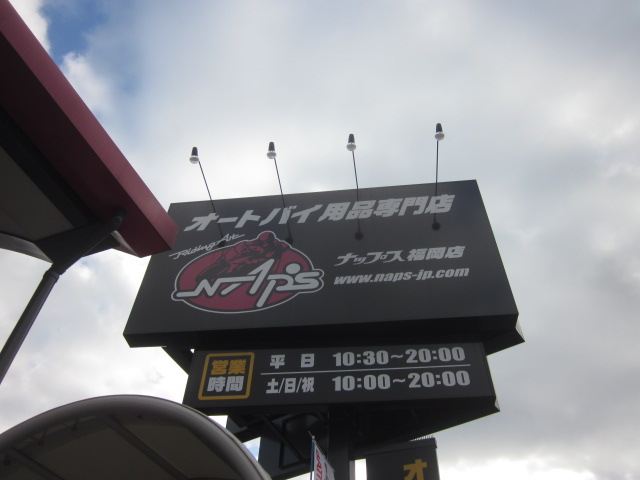 オートバイ用品専門店
Riding Art
NAPS
ナップス福岡店
www.naps-jp.com
営業時間
平日 10:30～20:00
土/日/祝 10:00～20:00
オ